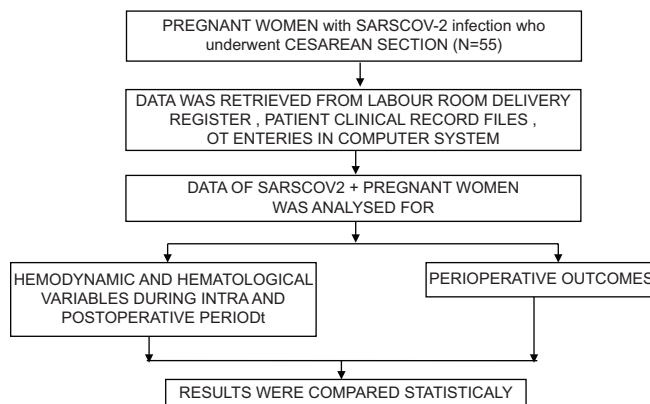 PREGNANT WOMEN with SARSCOV-2 infection who
underwent CESAREAN SECTION (N=55)
DATA WAS RETRIEVED FROM LABOUR ROOM DELIVERY
REGISTER , PATIENT CLINICAL RECORD FILES ,
OT ENTERIES IN COMPUTER SYSTEM
DATA OF SARSCOV2 + PREGNANT WOMEN
WAS ANALYSED FOR
HEMODYNAMIC AND HEMATOLOGICAL
VARIABLES DURING INTRA AND
POSTOPERATIVE PERIODt
PERIOPERATIVE OUTCOMES
RESULTS WERE COMPARED STATISTICALY